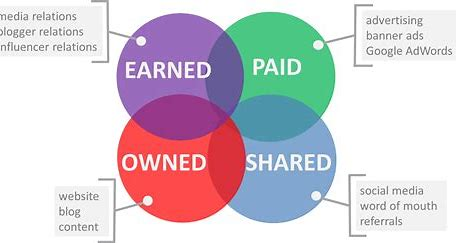 media relations
blogger relations
influencer relations
advertising
banner ads
Google AdWords
EARNED
PAID
OWNED
SHARED
website
blog
content
social media
word of mouth
referrals